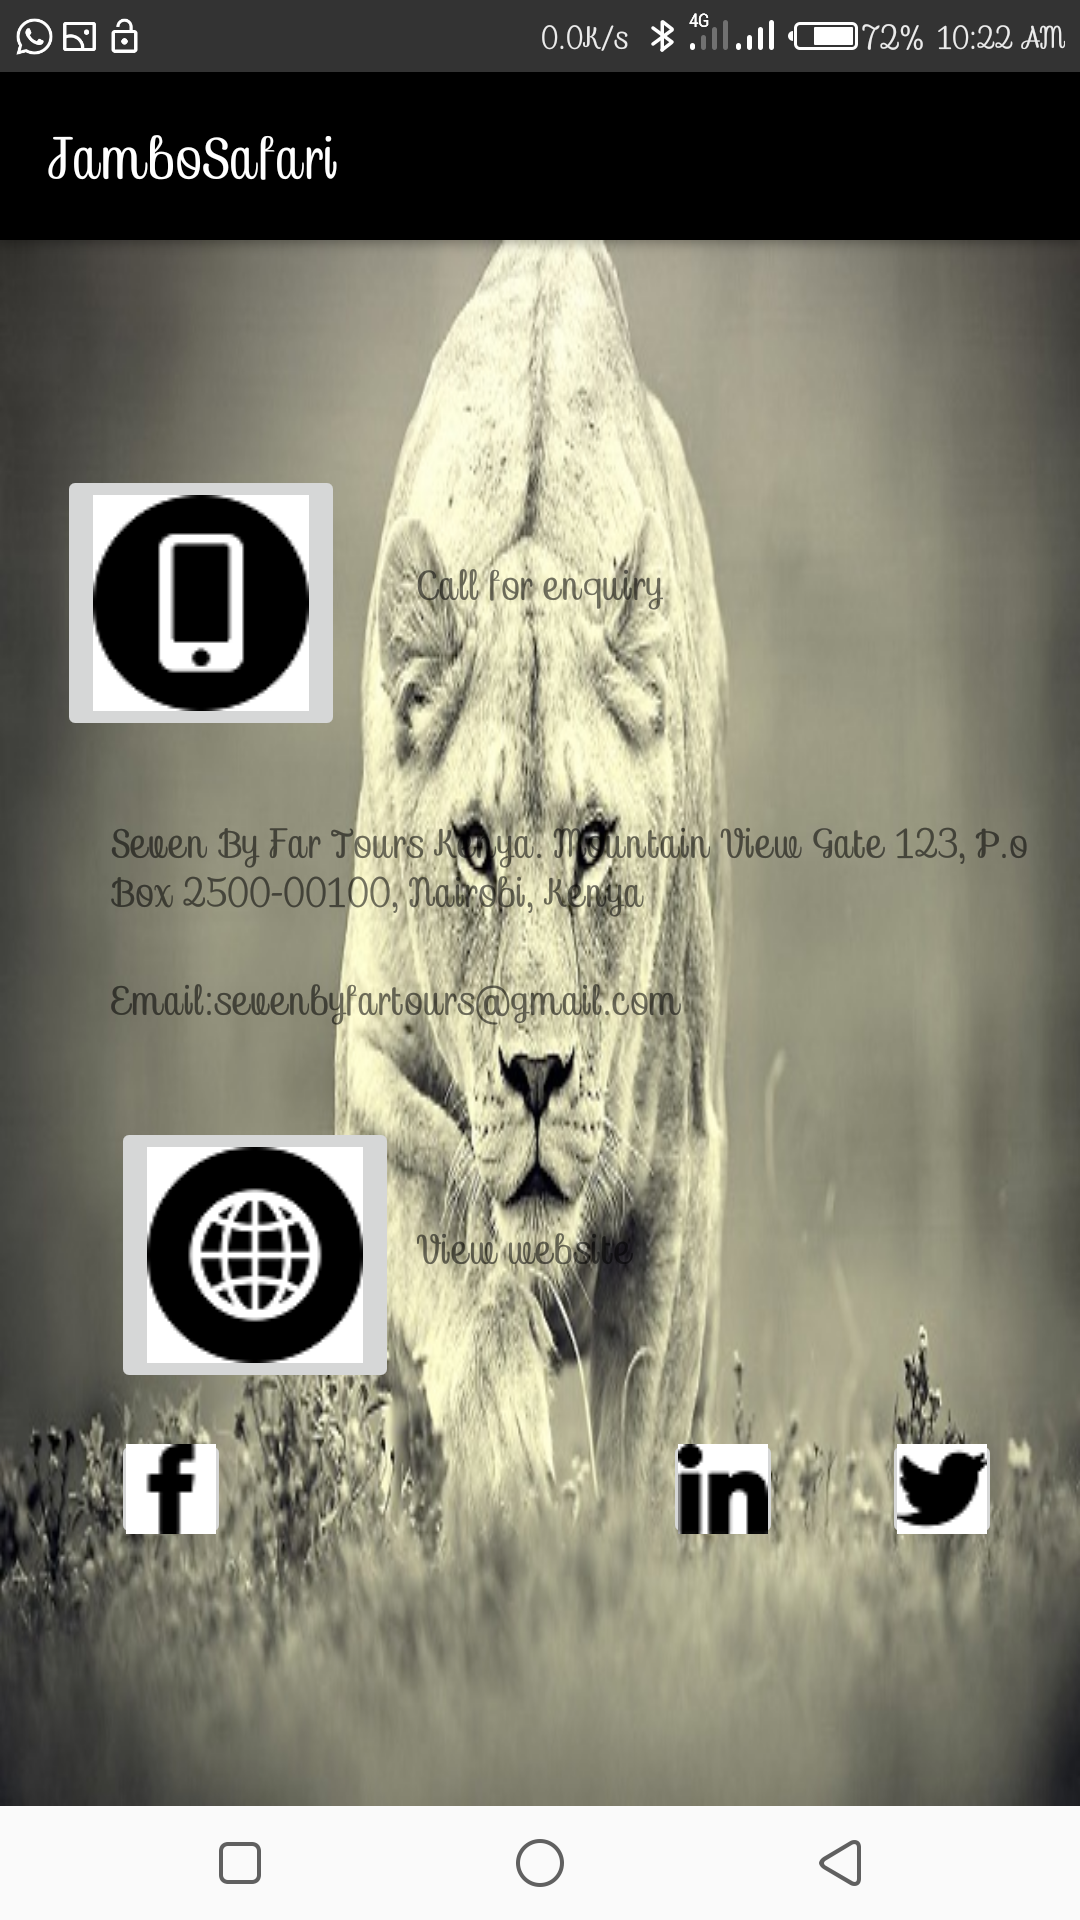 0.0K/s 4G 72% 10:22 AM
JamboSafari
Call for enquiry
Seven By Far Tours Kenya. Mountain View Gate 123, P.o
Box 2500-00100, Nairobi, Kenya
Email:sevenbyfartours@gmail.com
View website
f in